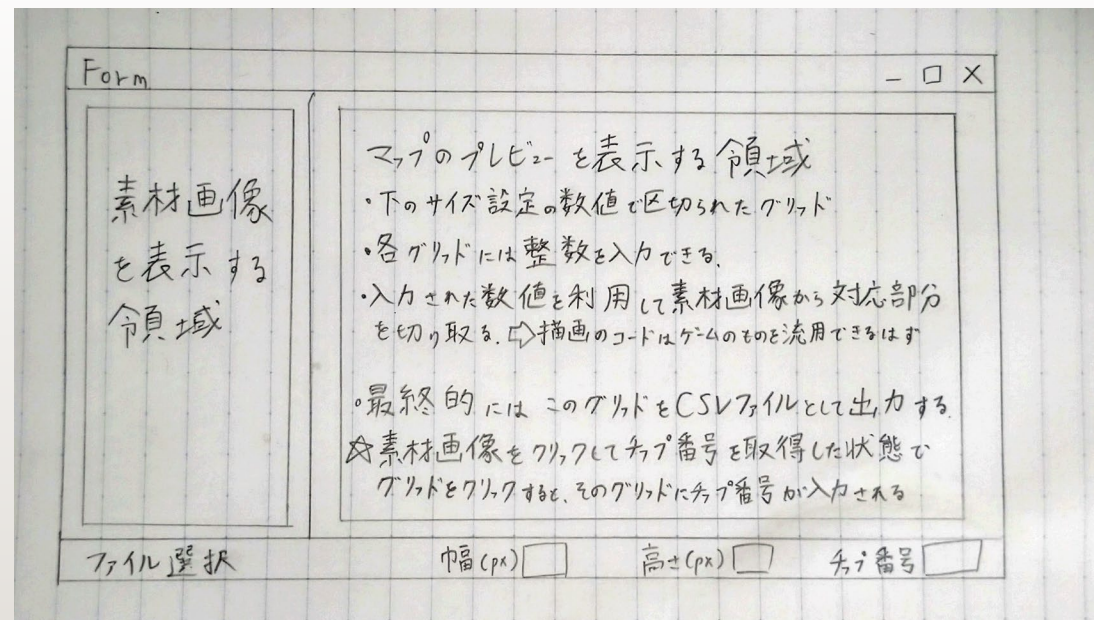 Form
素材画像
を表示する
領域
マップのプレビューを表示する領域
・下のサイズ設定の数値で区切られたグリッド
・各グリッドには整数を入力できる.
・入力された数値を利用して素材画像から対応部分
を切り取る. ⇨描画のコードはゲームのものを流用できるはず
・最終的にはこのグリッドをCSVファイルとして出力する.
☆素材画像をクリックしてチップ番号を取得した状態で
グリッドをクリックすると、そのグリッドにチップ番号が入力される
ファイル選択
幅(px)
高さ(px)
チップ番号